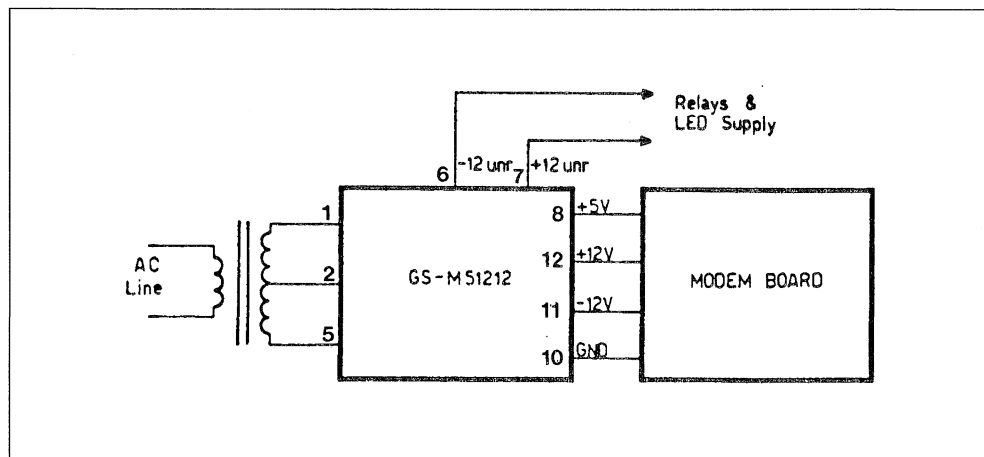 Relays &
LED Supply
-12 unr
+12 unr
6
7
1
8
+5V
AC
Line
2
GS-M51212
12
+12V
MODEM BOARD
11
-12V
5
10
GND